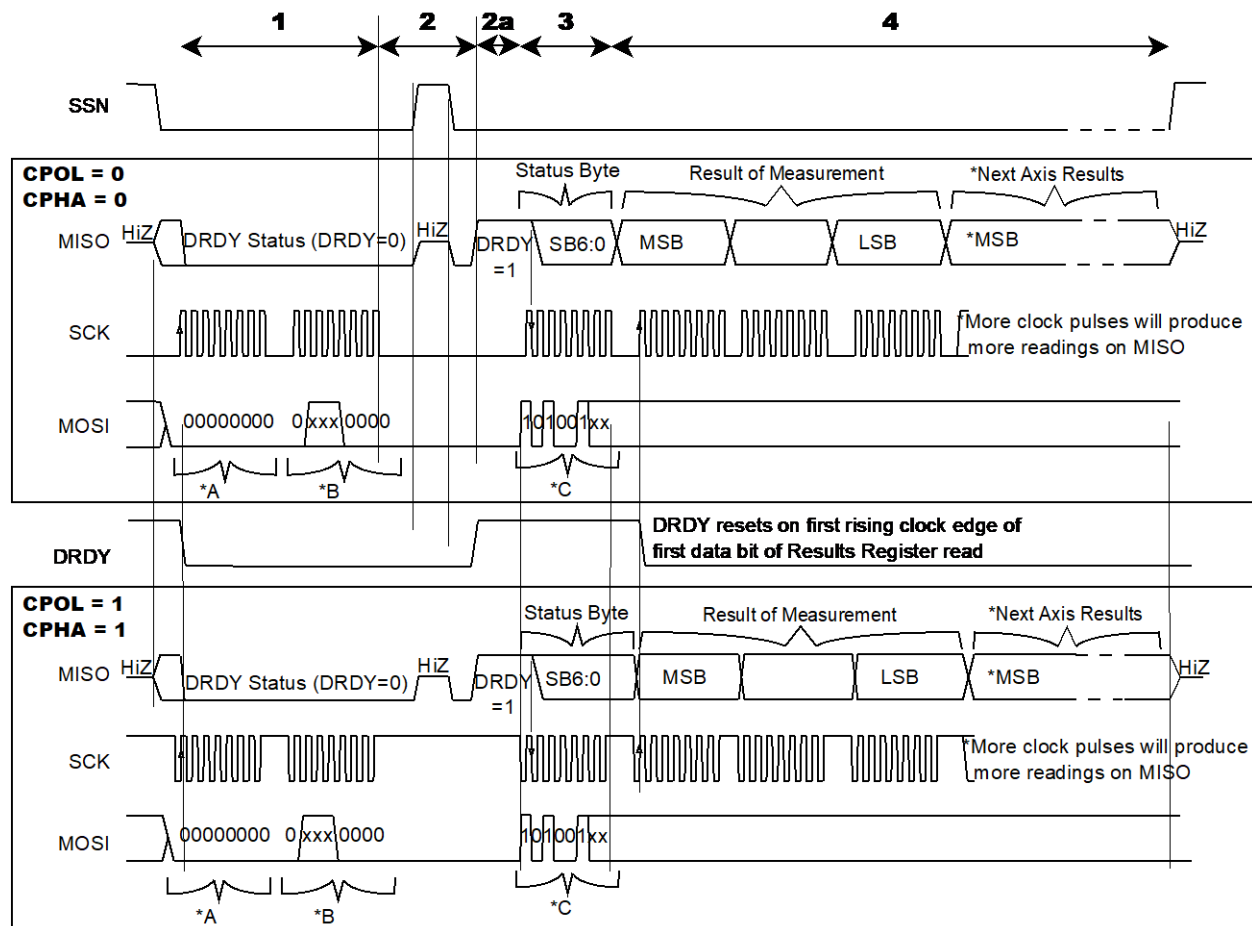 1
2
2a
3
4
SSN
CPOL = 0
CPHA = 0
Status Byte
Result of Measurement
*Next Axis Results
MISO
HiZ
DRDY Status (DRDY=0)
HiZ
DRDY
=1
SB6:0
MSB
LSB
*MSB
HiZ
SCK
*More clock pulses will produce
more readings on MISO
MOSI
00000000
0 xxx 0000
101001xx
*A
*B
*C
DRDY
DRDY resets on first rising clock edge of
first data bit of Results Register read
CPOL = 1
CPHA = 1
Status Byte
Result of Measurement
*Next Axis Results
MISO
HiZ
DRDY Status (DRDY=0)
HiZ
DRDY
=1
SB6:0
MSB
LSB
*MSB
HiZ
SCK
*More clock pulses will produce
more readings on MISO
MOSI
00000000
0 xxx 0000
101001xx
*A
*B
*C